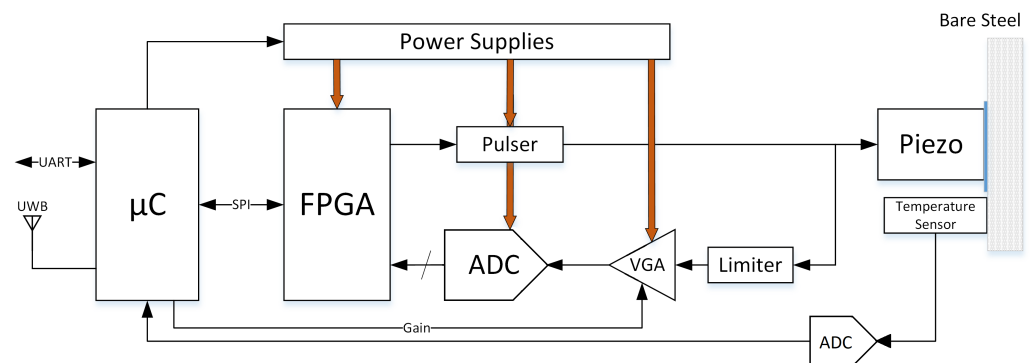 Bare Steel
Power Supplies
Pulser
Piezo
UART
µC
SPI
FPGA
UWB
Temperature
Sensor
ADC
VGA
Limiter
Gain
ADC